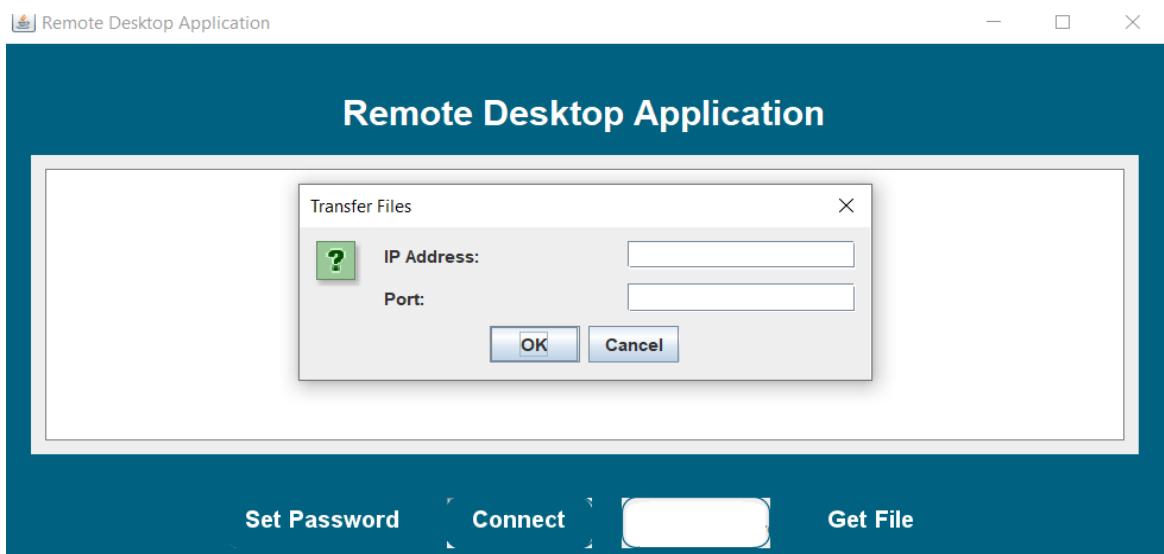 Remote Desktop Application
Remote Desktop Application
Transfer Files
?
IP Address:
Port:
OK
Cancel
Set Password
Connect
Get File